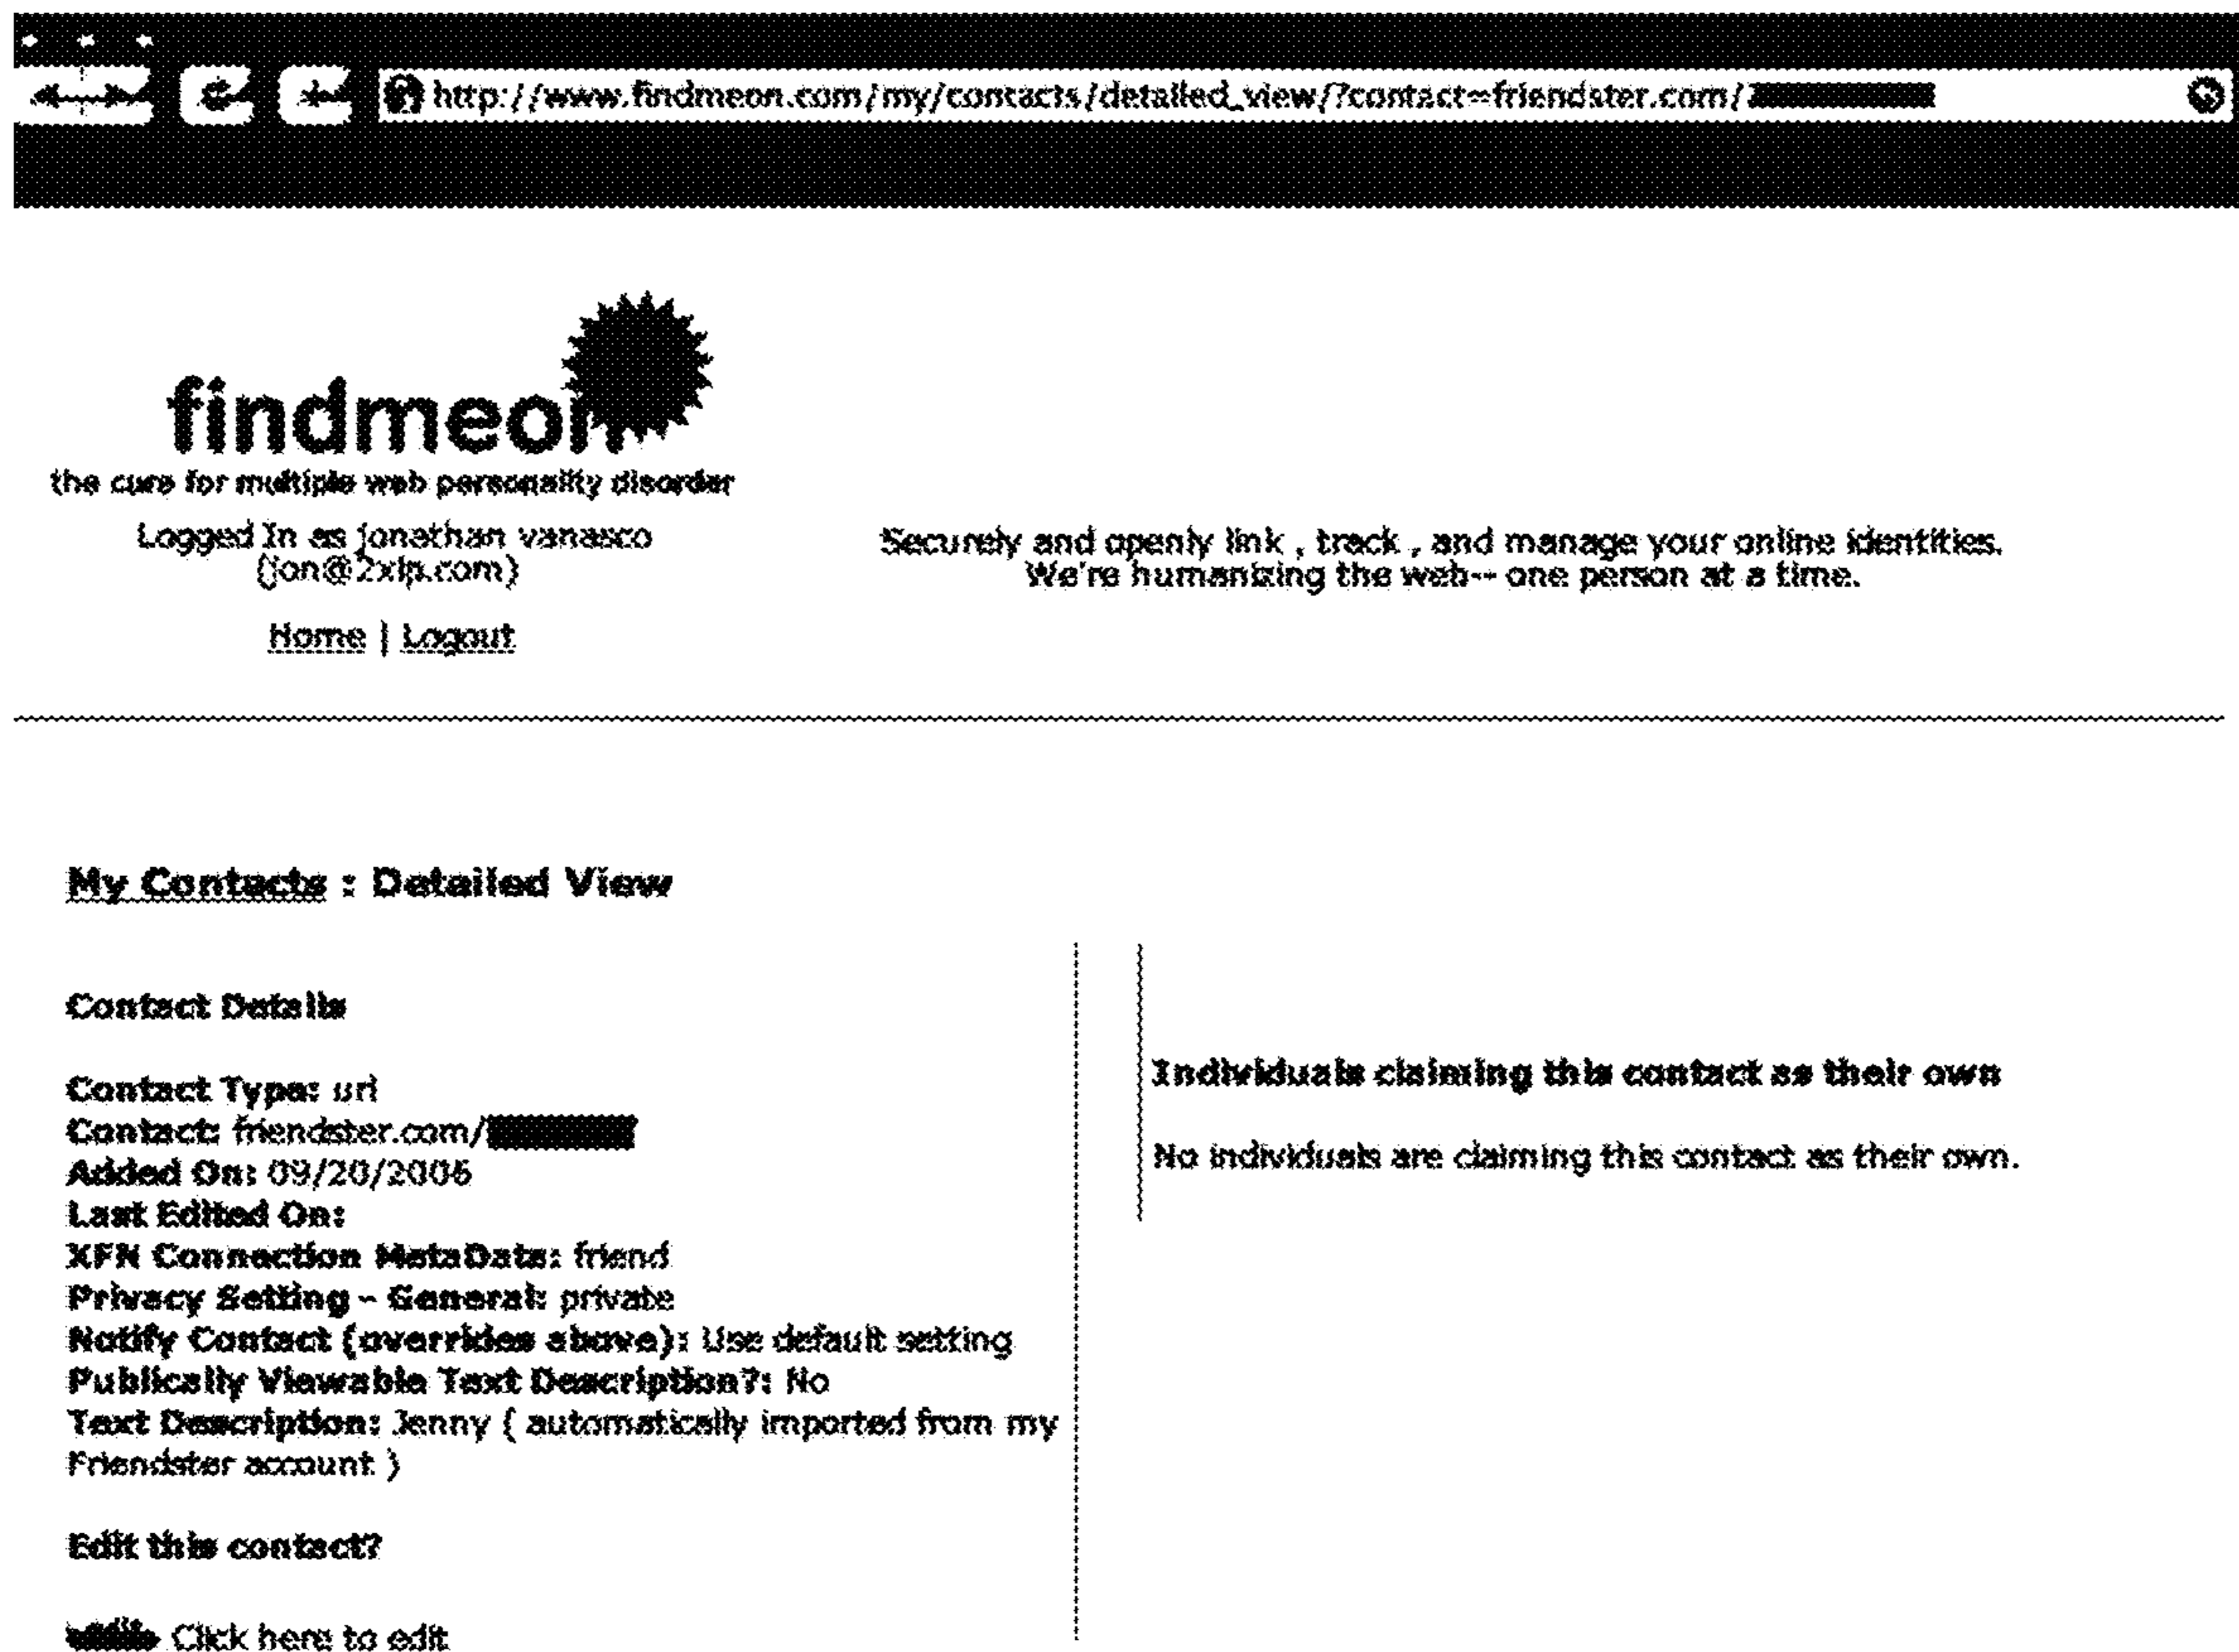 http://www.findmeon.com/my/contacts/detailed_view/?contact=friendster.com/
findmeon
the cure for multiple web personality disorder
Logged In as jonathan vanasco
(jon@2xlp.com)
Home | Logout
Securely and openly link , track , and manage your online identities.
We're humanizing the web-- one person at a time.
My Contacts : Detailed View
Contact Details
Contact Type: url
Contact: friendster.com/
Added On: 09/20/2006
Last Edited On:
XFN Connection MetaData: friend
Privacy Setting - General: private
Notify Contact (overrides above): Use default setting
Publically Viewable Text Description?: No
Text Description: Jenny ( automatically imported from my
Friendster account )
Edit this contact?
Click here to edit
Individuals claiming this contact as their own
No individuals are claiming this contact as their own.